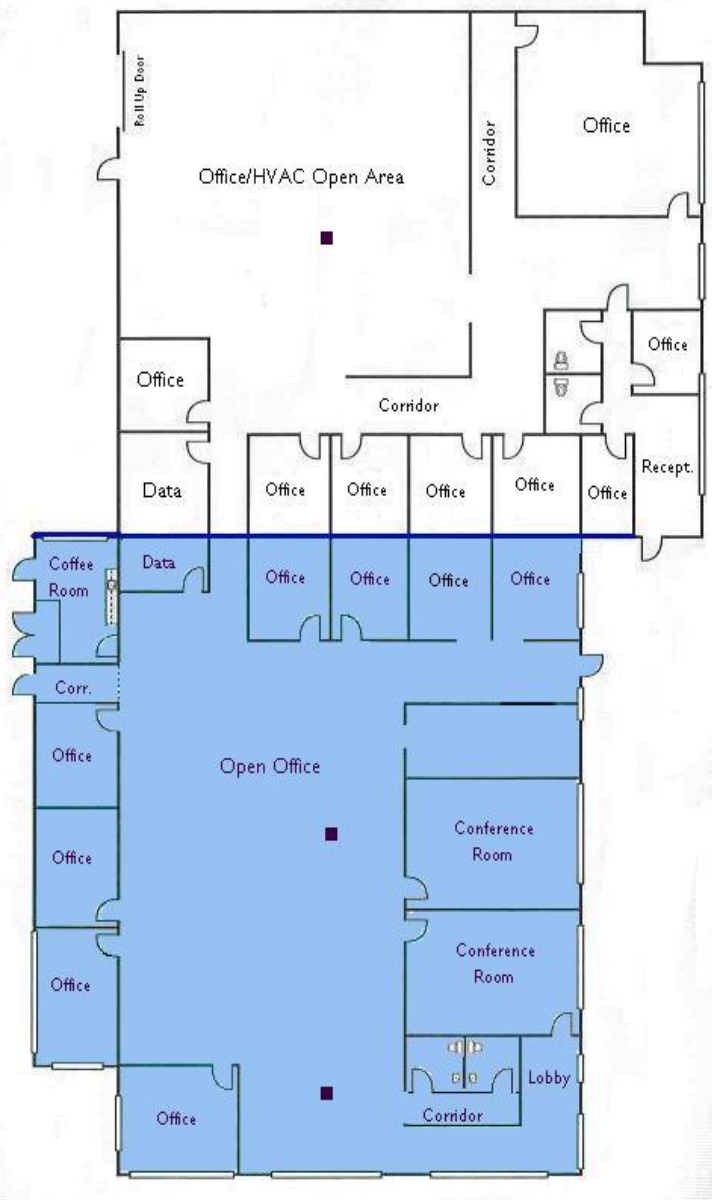 Roll Up Door
Office/HVAC Open Area
Corridor
Office
Office
Office
Corridor
Data
Office
Office
Office
Office
Office
Recept.
Coffee
Room
Data
Office
Office
Office
Office
Corr.
Office
Open Office
Conference
Room
Office
Conference
Room
Office
Lobby
Office
Corridor